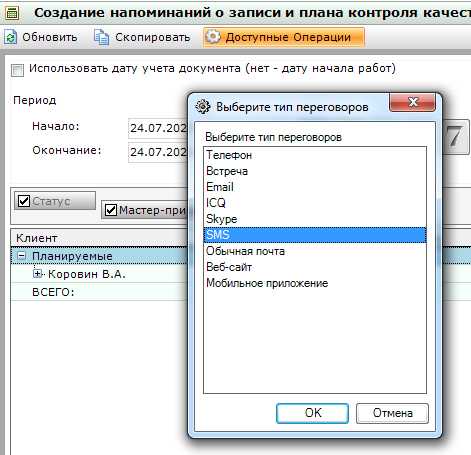 Создание напоминаний о записи и плана контроля качест
Обновить Скопировать Доступные Операции
Использовать дату учета документа (нет - дату начала работ)
Период
Начало: 24.07.202
Окончание: 24.07.202
7
Статус
Мастер-при
Клиент
Планируемые
Коровин В.А.
ВСЕГО:
Выберите тип переговоров
Выберите тип переговоров
Телефон
Встреча
Email
ICQ
Skype
SMS
Обычная почта
Веб-сайт
Мобильное приложение
OK Отмена